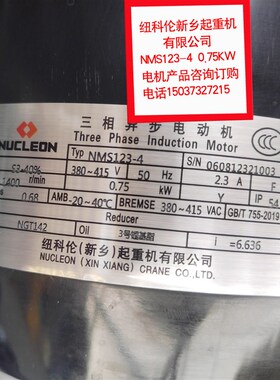 纽科伦新乡起重机
有限公司
NMS123-4 0.75KW
电机产品咨询订购
电话15037327215
NUCLEON
三相异步电动机
Three Phase Induction Motor
Typ NMS123-4 S/N 060812321003
S3-40% 380~415 V 50 Hz 2.3 A
1400 r/min 0.75 kW Y IP 54
0.68 AMB-20~40℃ BREMSE 380~415 VAC GB/T 755-2019
Reducer
NGT142 Oil 3号 i=6.636
纽科伦(新乡)起重机有限公司
NUCLEON (XIN XIANG) CRANE CO.,LTD.